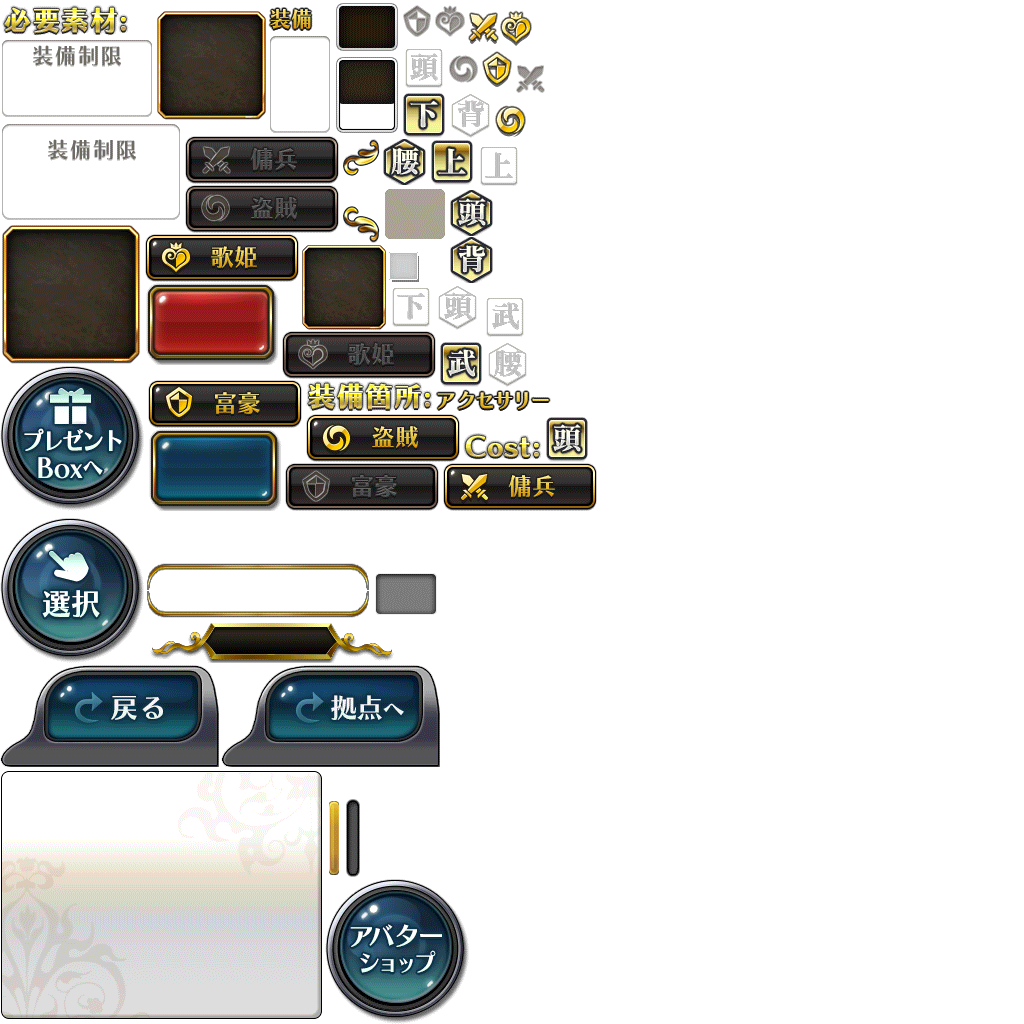 必要素材:
装備
装備制限
頭
下
背
装備制限
傭兵
腰
上
上
盗賊
頭
歌姫
背
下
頭
武
歌姫
武
腰
プレゼント
Boxへ
富豪
装備箇所:
アクセサリー
盗賊
Cost:
頭
富豪
傭兵
選択
戻る
拠点へ
アバター
ショップ